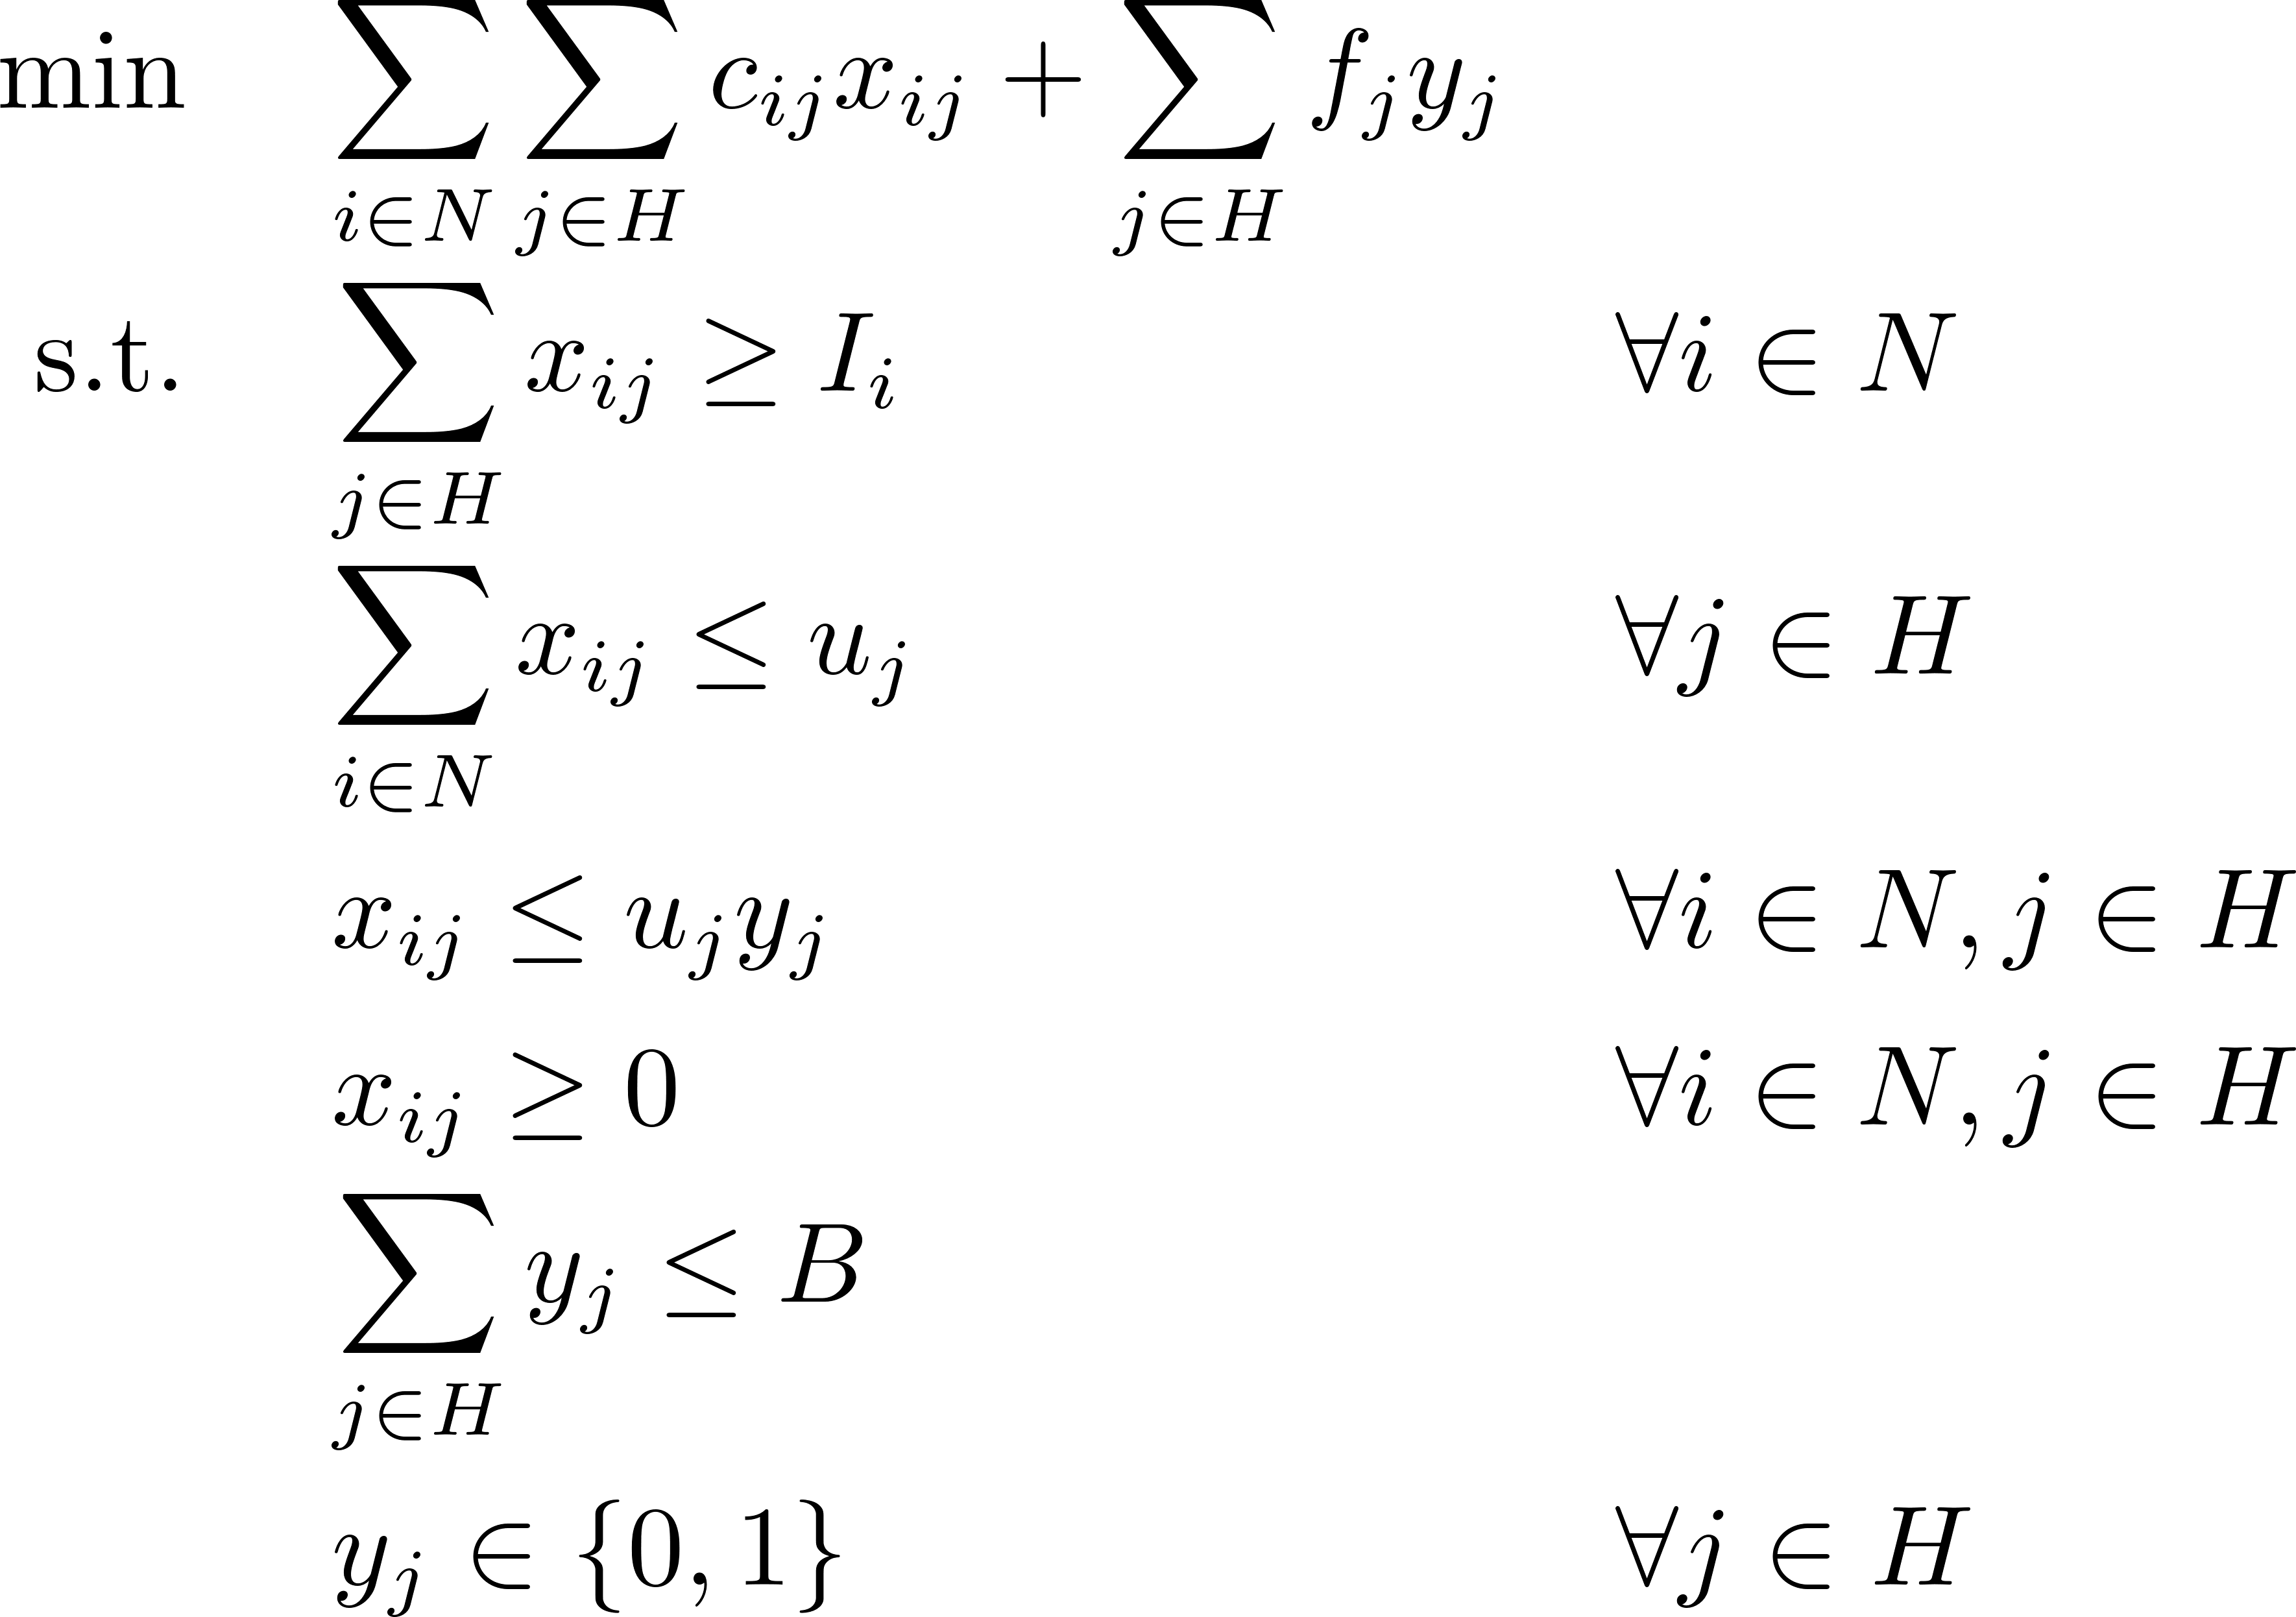 min ∑_{i∈N} ∑_{j∈H} c_{ij}x_{ij} + ∑_{j∈H} f_j y_j
s.t. ∑_{j∈H} x_{ij} ≥ I_i ∀i ∈ N
∑_{i∈N} x_{ij} ≤ u_j ∀j ∈ H
x_{ij} ≤ u_j y_j ∀i ∈ N, j ∈ H
x_{ij} ≥ 0 ∀i ∈ N, j ∈ H
∑_{j∈H} y_j ≤ B
y_j ∈ {0, 1} ∀j ∈ H